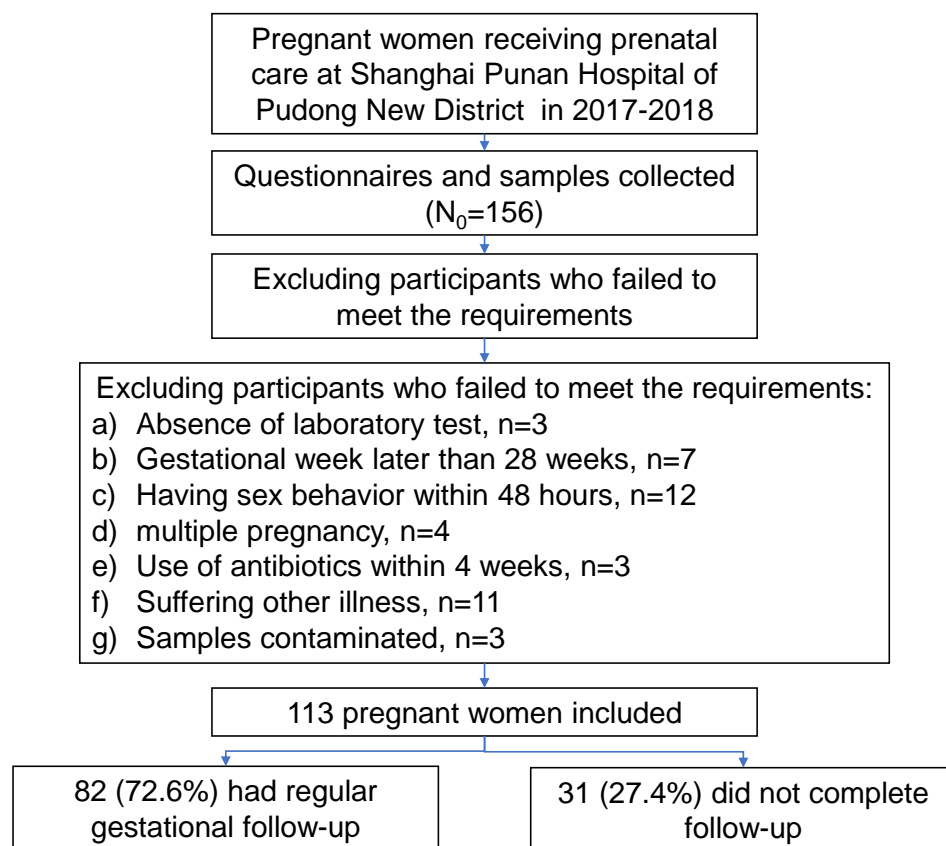 Pregnant women receiving prenatal
care at Shanghai Punan Hospital of
Pudong New District  in 2017-2018
Questionnaires and samples collected
(N₀=156)
Excluding participants who failed to
meet the requirements
Excluding participants who failed to meet the requirements:
a) Absence of laboratory test, n=3
b) Gestational week later than 28 weeks, n=7
c) Having sex behavior within 48 hours, n=12
d) multiple pregnancy, n=4
e) Use of antibiotics within 4 weeks, n=3
f) Suffering other illness, n=11
g) Samples contaminated, n=3
113 pregnant women included
82 (72.6%) had regular
gestational follow-up
31 (27.4%) did not complete
follow-up